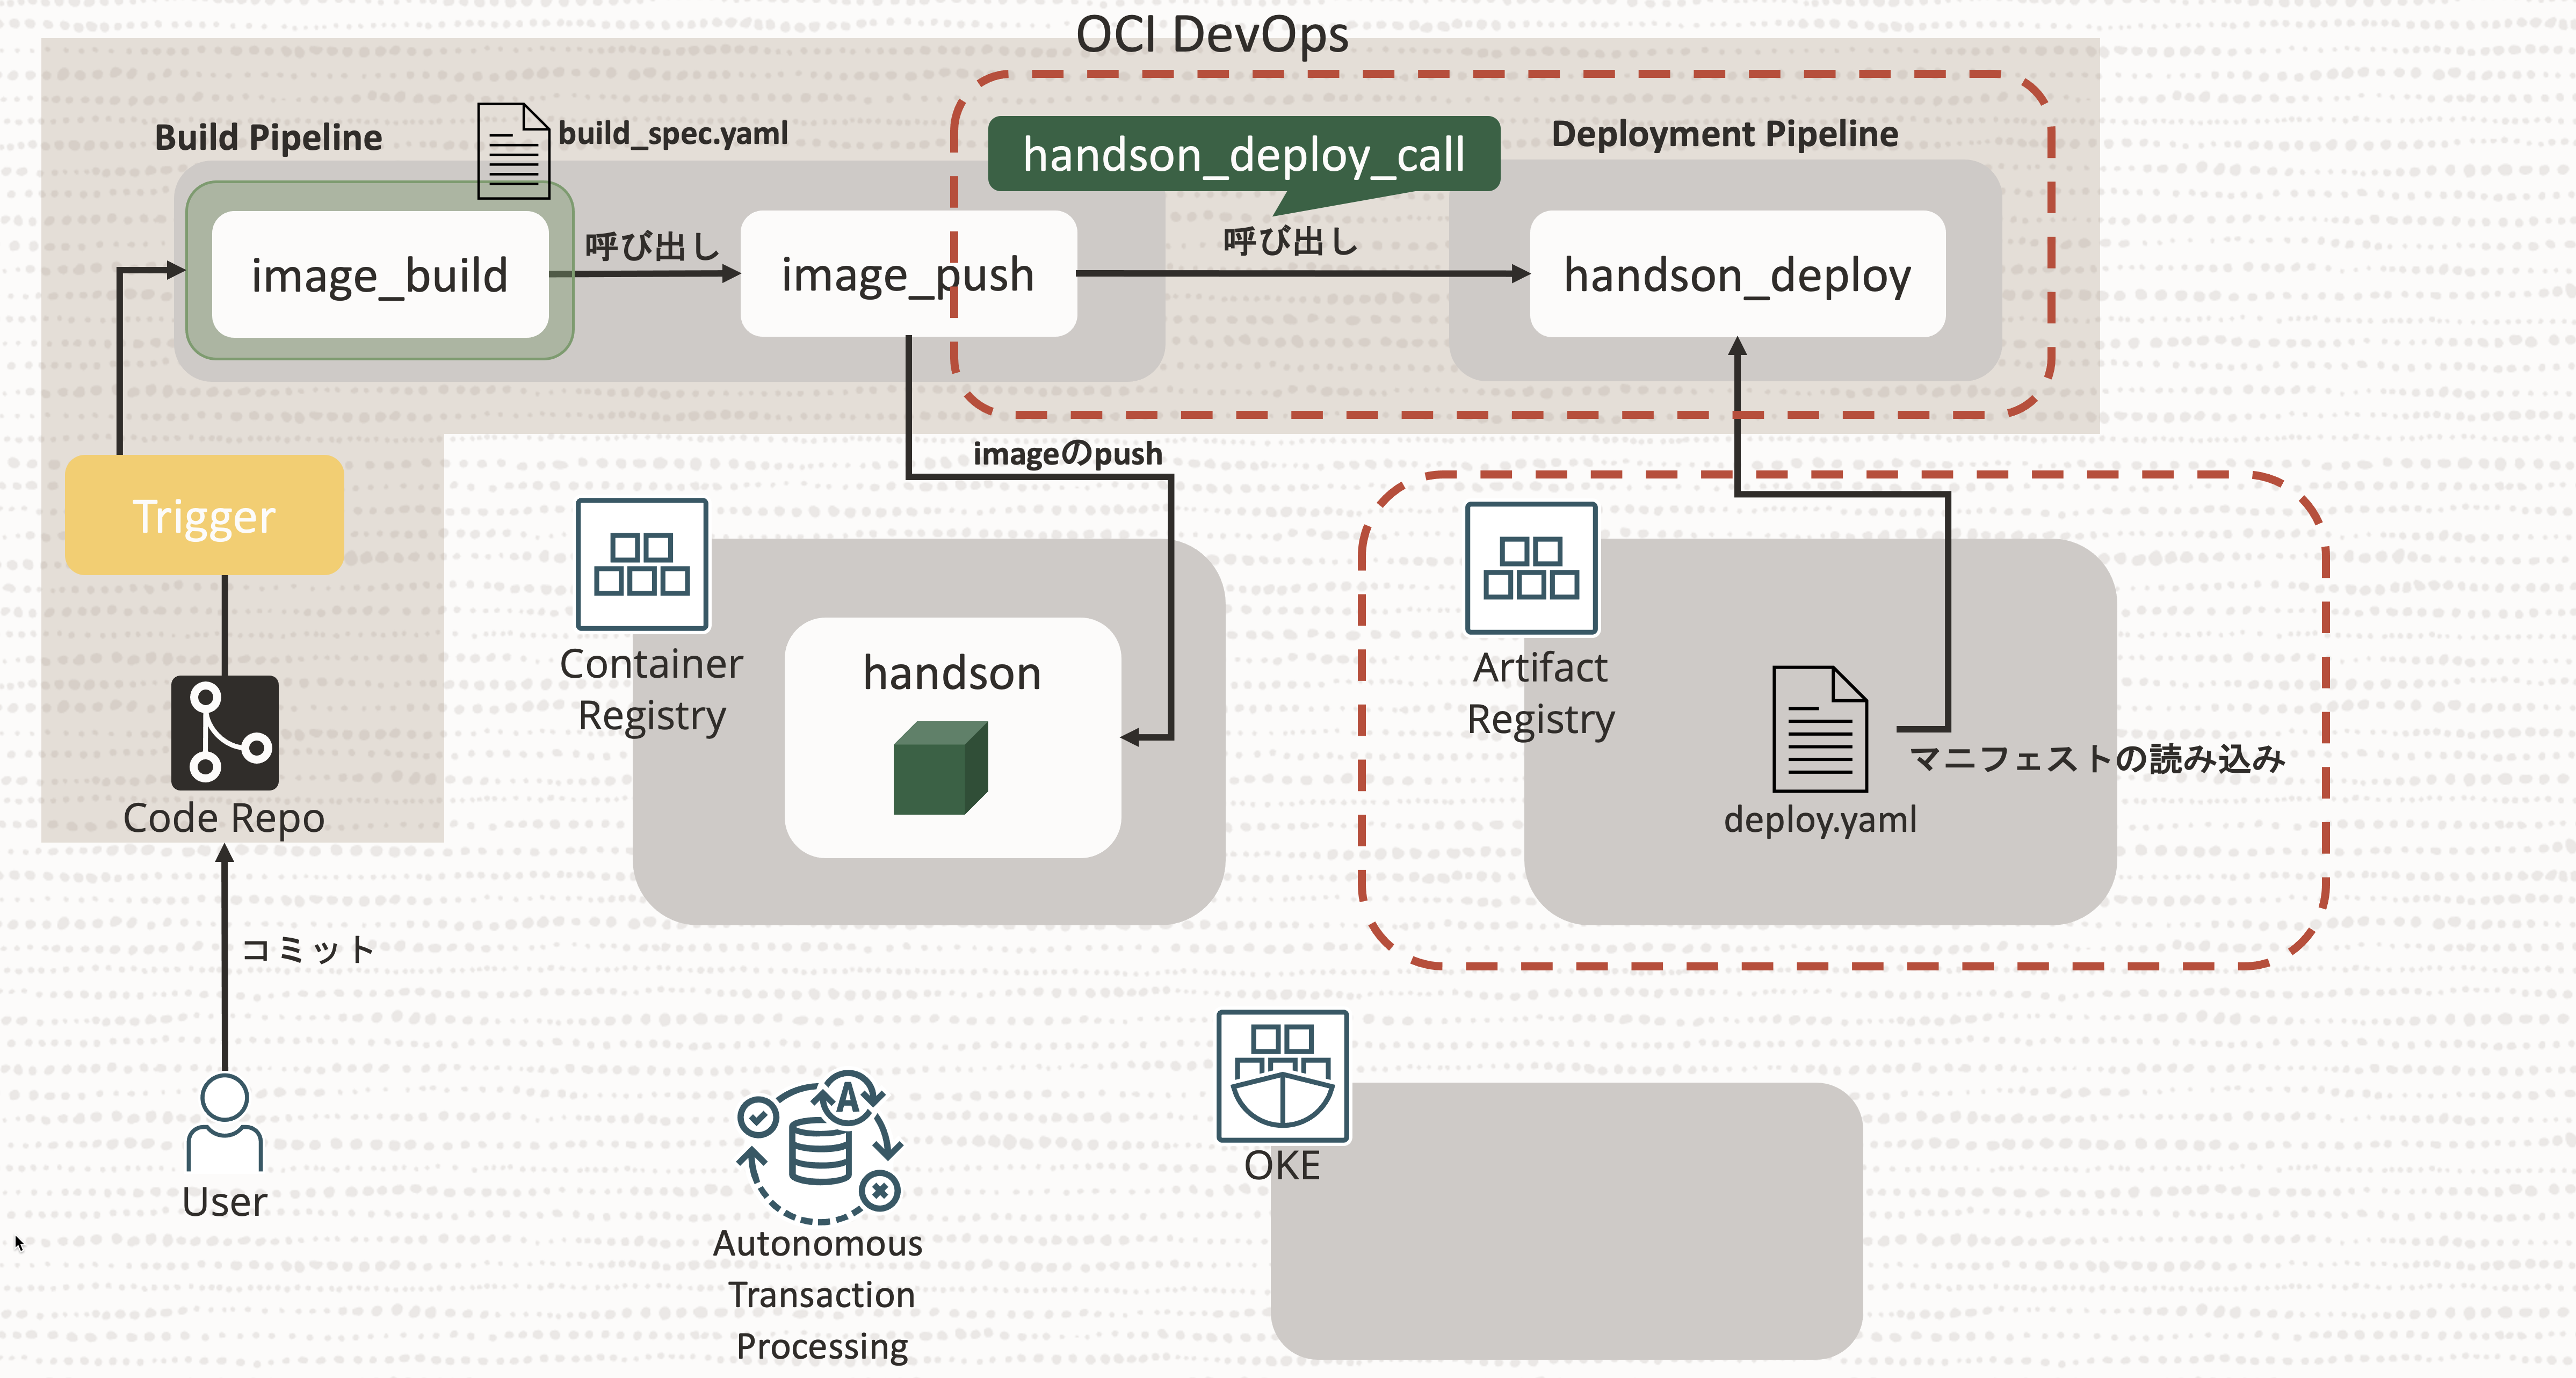 OCI DevOps
Build Pipeline
build_spec.yaml
handson_deploy_call
Deployment Pipeline
image_build
呼び出し
image_push
呼び出し
handson_deploy
imageのpush
Trigger
Container
Registry
handson
Artifact
Registry
マニフェストの読み込み
deploy.yaml
Code Repo
コミット
A
User
OKE
Autonomous
Transaction
Processing